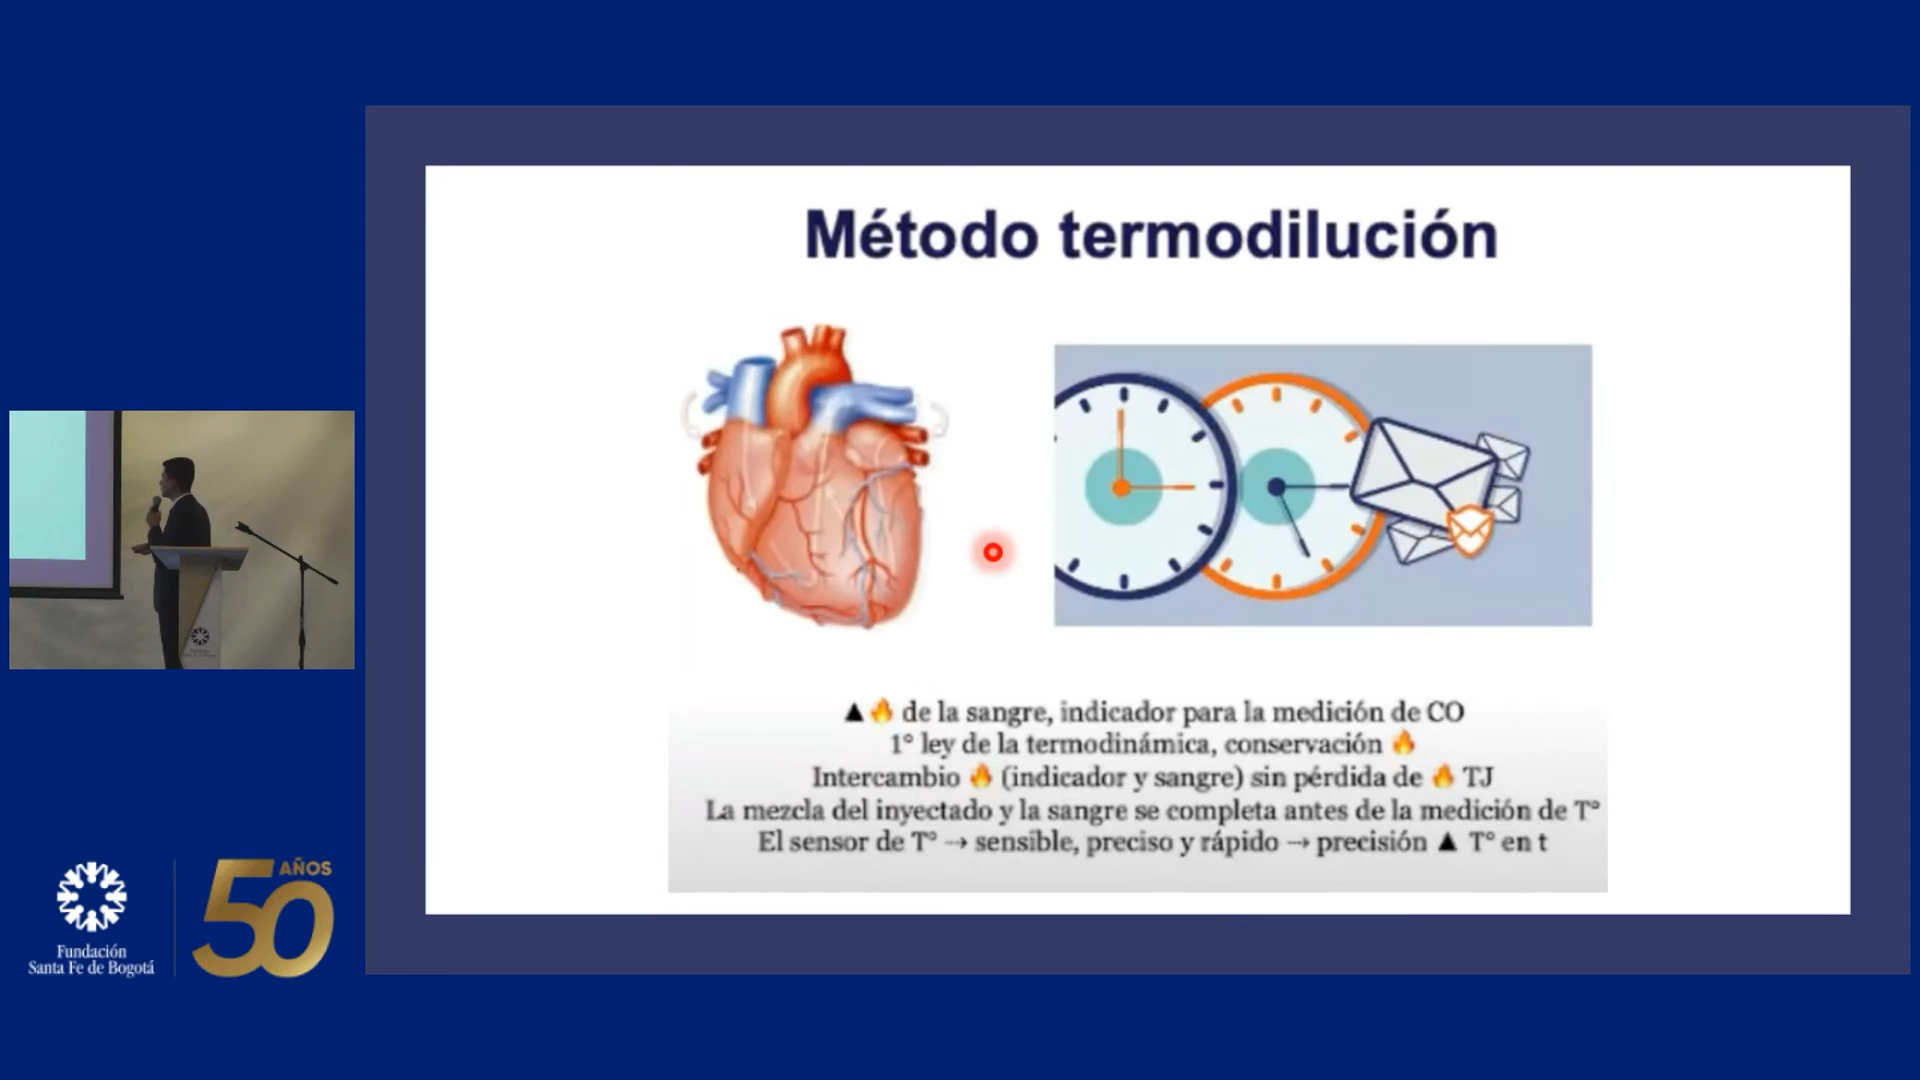 Método termodilución
▲🔥 de la sangre, indicador para la medición de CO
1° ley de la termodinámica, conservación 🔥
Intercambio 🔥 (indicador y sangre) sin pérdida de 🔥 TJ
La mezcla del inyectado y la sangre se completa antes de la medición de T°
El sensor de T° → sensible, preciso y rápido → precisión ▲ T° en t
Fundación
Santa Fe de Bogotá
50 AÑOS